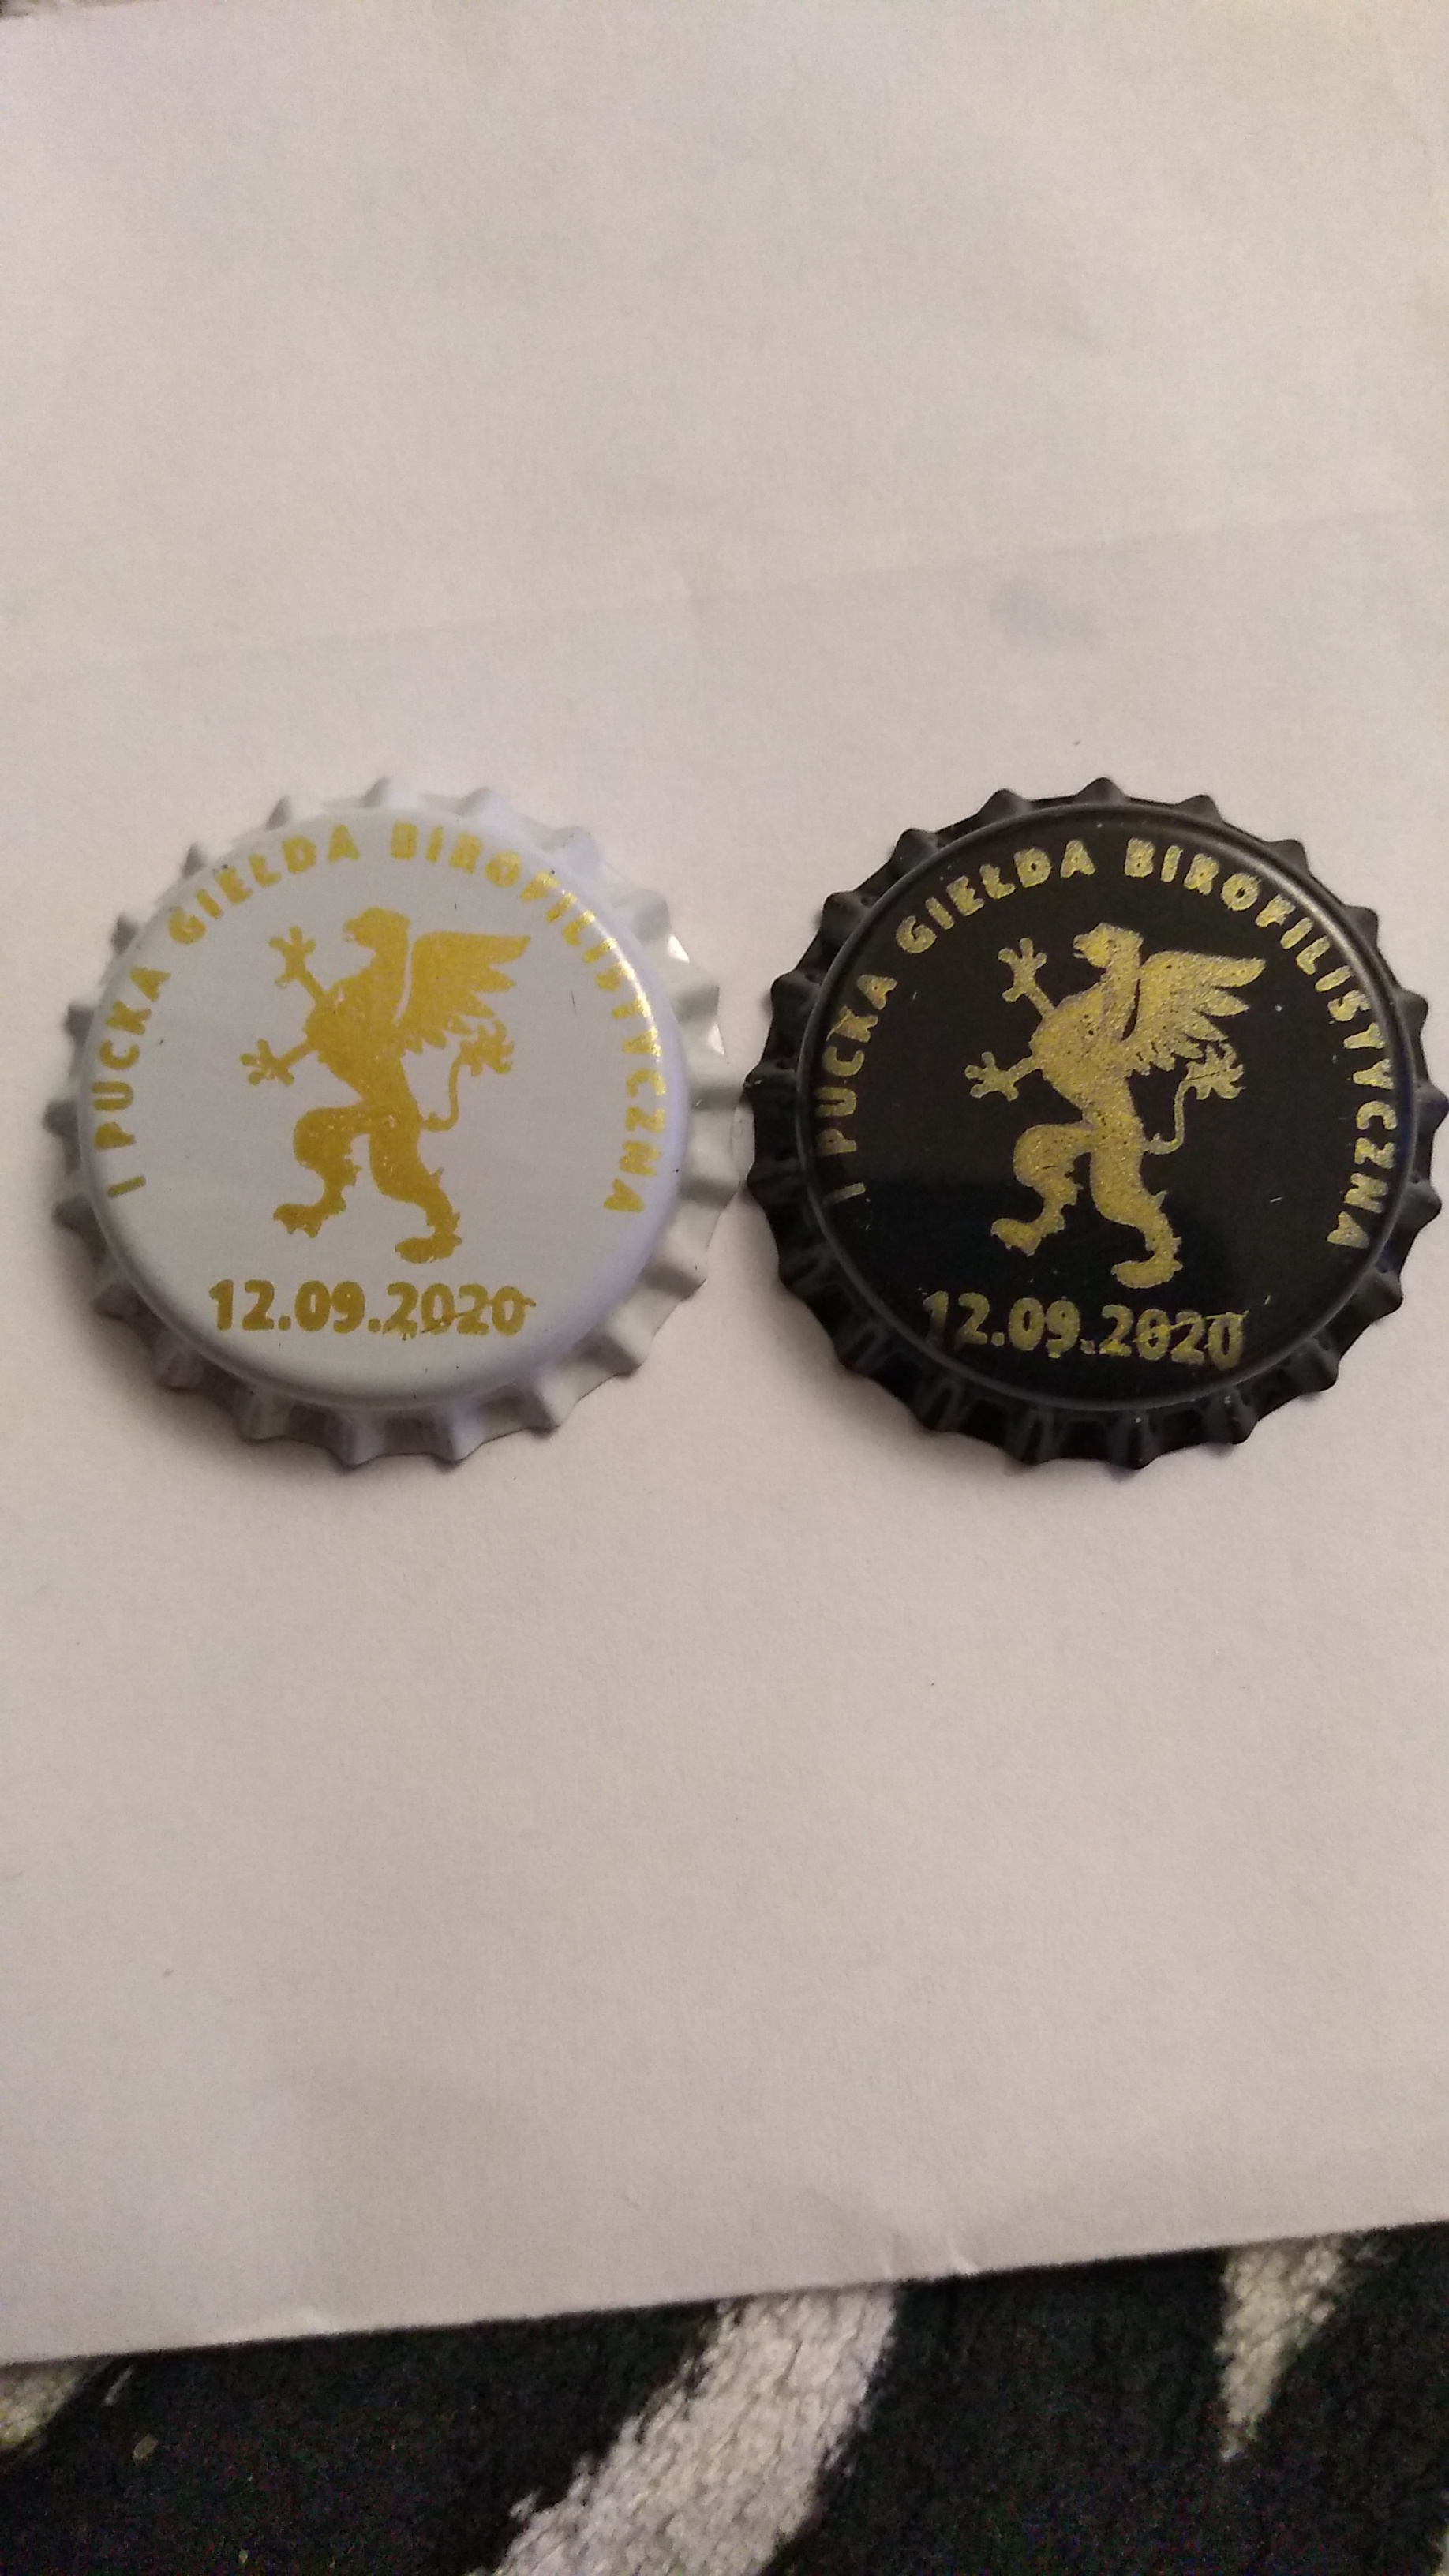 I PUCKA GIEŁDA BIROFILISTYCZNA
12.09.2020
I PUCKA GIEŁDA BIROFILISTYCZNA
12.09.2020